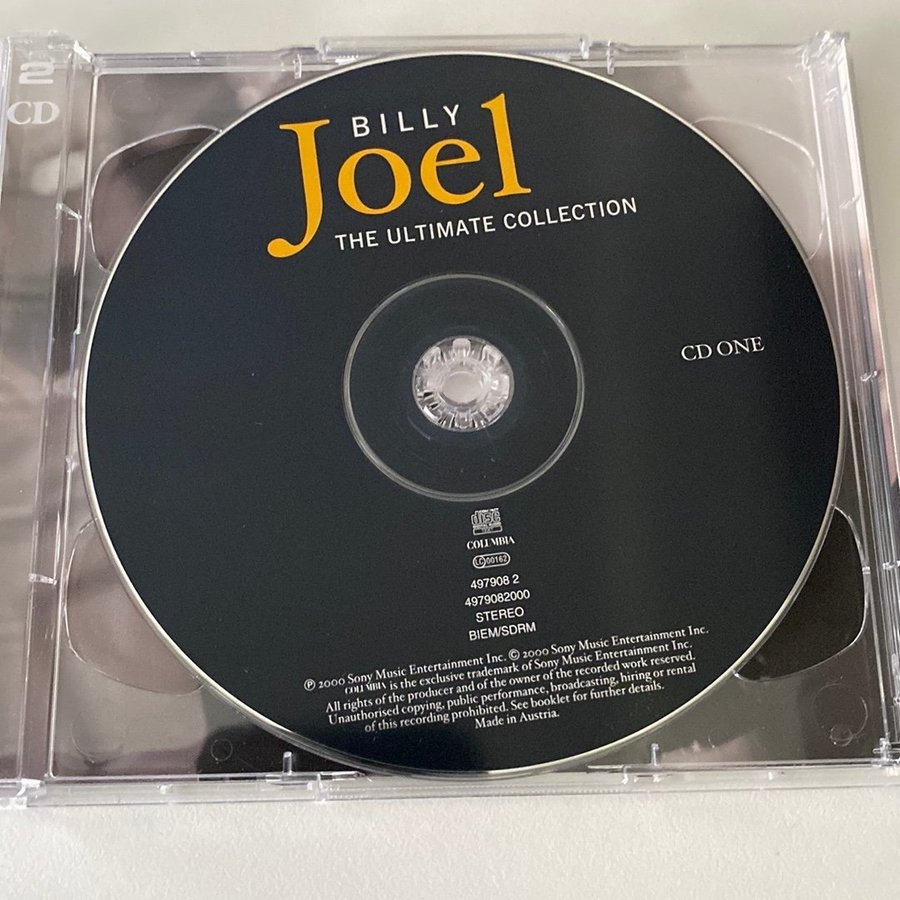 2
CD
BILLY
Joel
THE ULTIMATE COLLECTION
CD ONE
disc
COLUMBIA
LC 00162
497908 2
4979082000
STEREO
BIEM/SDRM
℗ 2000 Sony Music Entertainment Inc. © 2000 Sony Music Entertainment Inc.
COLUMBIA is the exclusive trademark of Sony Music Entertainment Inc.
All rights of the producer and of the owner of the recorded work reserved.
Unauthorised copying, public performance, broadcasting, hiring or rental
of this recording prohibited. See booklet for further details.
Made in Austria.